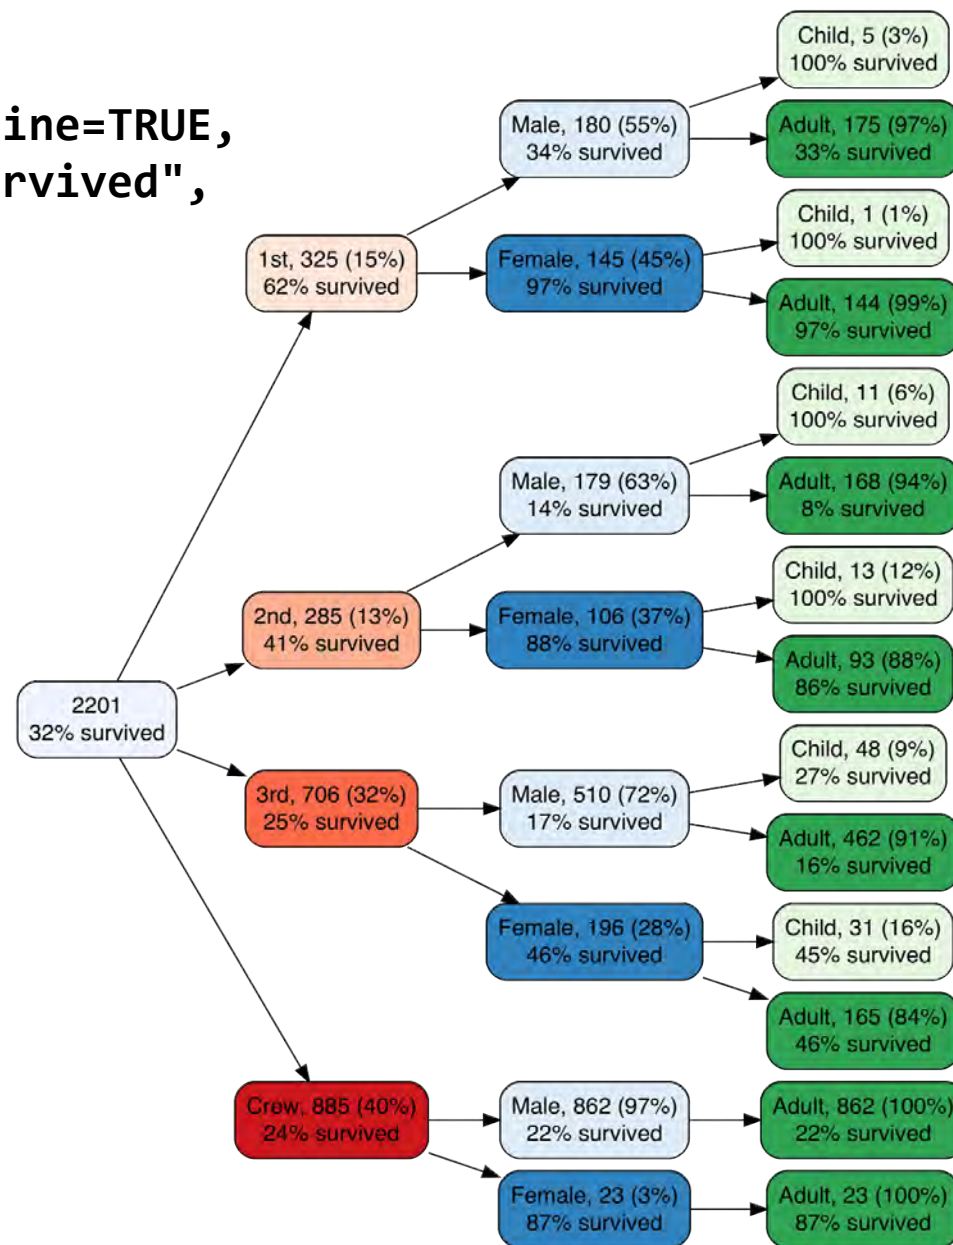 ine=TRUE,
rvived",
2201
32% survived
1st, 325 (15%)
62% survived
Male, 180 (55%)
34% survived
Child, 5 (3%)
100% survived
Adult, 175 (97%)
33% survived
Female, 145 (45%)
97% survived
Child, 1 (1%)
100% survived
Adult, 144 (99%)
97% survived
2nd, 285 (13%)
41% survived
Male, 179 (63%)
14% survived
Child, 11 (6%)
100% survived
Adult, 168 (94%)
8% survived
Female, 106 (37%)
88% survived
Child, 13 (12%)
100% survived
Adult, 93 (88%)
86% survived
3rd, 706 (32%)
25% survived
Male, 510 (72%)
17% survived
Child, 48 (9%)
27% survived
Adult, 462 (91%)
16% survived
Female, 196 (28%)
46% survived
Child, 31 (16%)
45% survived
Adult, 165 (84%)
46% survived
Crew, 885 (40%)
24% survived
Male, 862 (97%)
22% survived
Adult, 862 (100%)
22% survived
Female, 23 (3%)
87% survived
Adult, 23 (100%)
87% survived